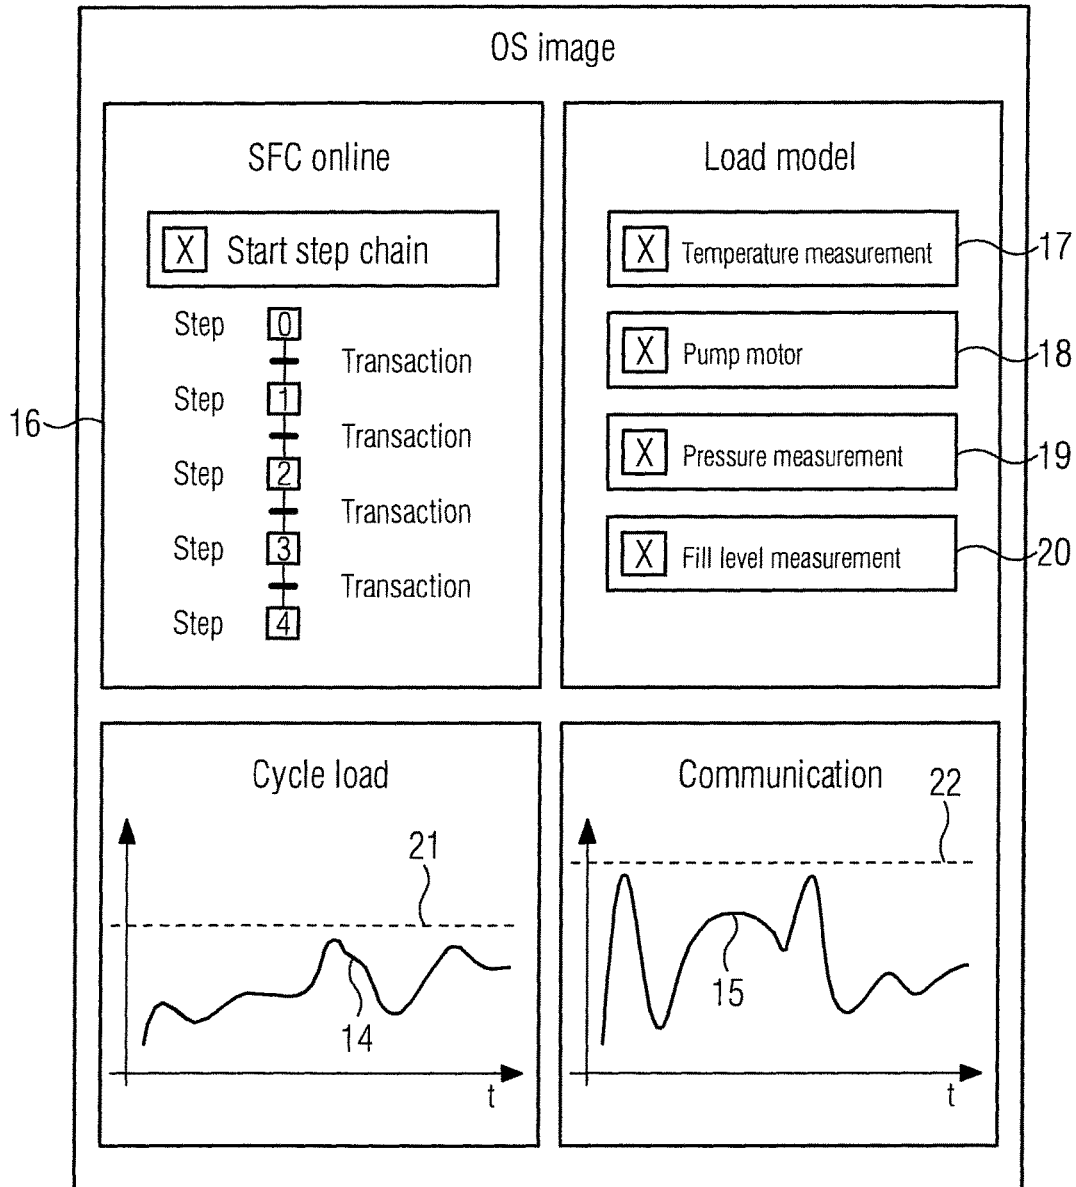 OS image
SFC online
X Start step chain
Step 0
Transaction
Step 1
Transaction
Step 2
Transaction
Step 3
Transaction
Step 4
16
Load model
X Temperature measurement 17
X Pump motor 18
X Pressure measurement 19
X Fill level measurement 20
Cycle load
21
14
t
Communication
22
15
t